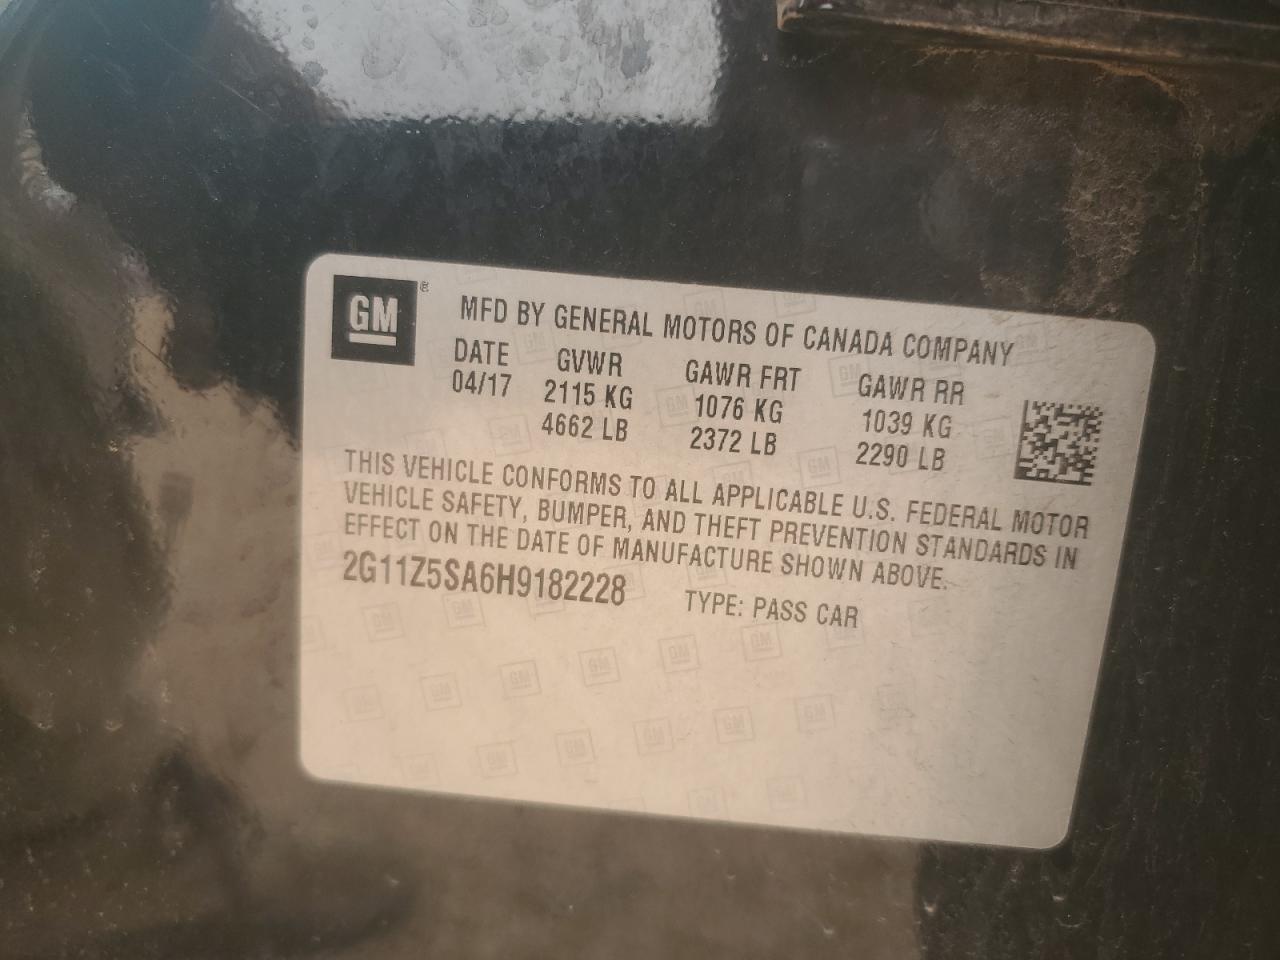 GM ®
MFD BY GENERAL MOTORS OF CANADA COMPANY
DATE GVWR GAWR FRT GAWR RR
04/17 2115 KG 1076 KG 1039 KG
4662 LB 2372 LB 2290 LB
THIS VEHICLE CONFORMS TO ALL APPLICABLE U.S. FEDERAL MOTOR
VEHICLE SAFETY, BUMPER, AND THEFT PREVENTION STANDARDS IN
EFFECT ON THE DATE OF MANUFACTURE SHOWN ABOVE.
2G11Z5SA6H9182228 TYPE: PASS CAR